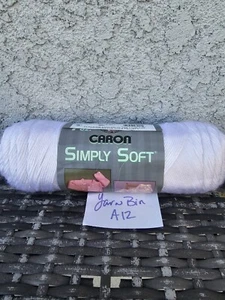 CARON
SIMPLY SOFT
Yarn Bin
A12